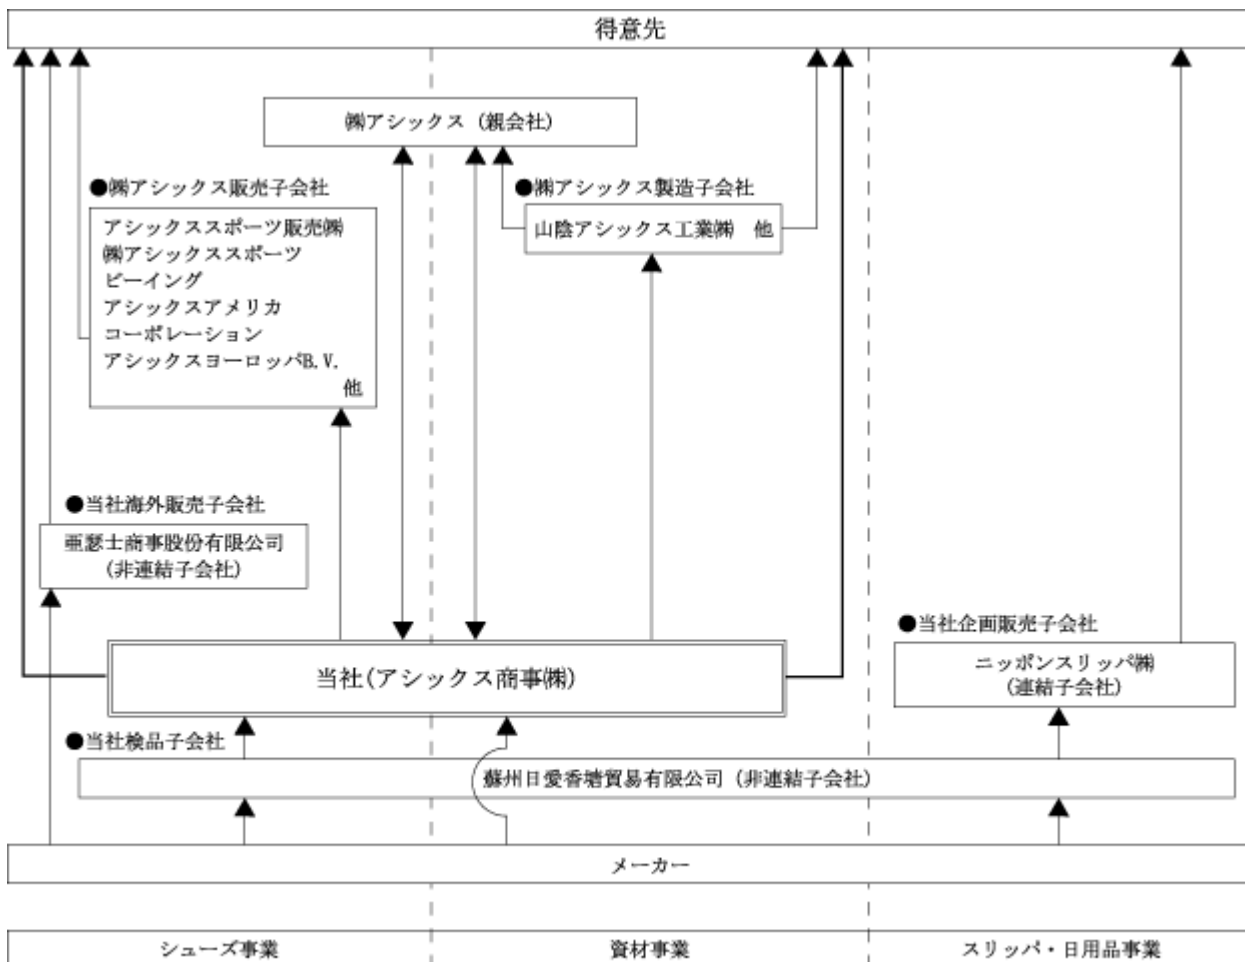 得意先
㈱アシックス (親会社)
●㈱アシックス販売子会社
●㈱アシックス製造子会社
アシックススポーツ販売㈱
㈱アシックススポーツ
ビーイング
アシックスアメリカ
コーポレーション
アシックスヨーロッパB.V.
他
山陰アシックス工業㈱　他
●当社海外販売子会社
亜瑟士商事股份有限公司
(非連結子会社)
●当社企画販売子会社
ニッポンスリッパ㈱
(連結子会社)
当社(アシックス商事㈱)
●当社検品子会社
蘇州日愛香塘貿易有限公司 (非連結子会社)
メーカー
シューズ事業
資材事業
スリッパ・日用品事業